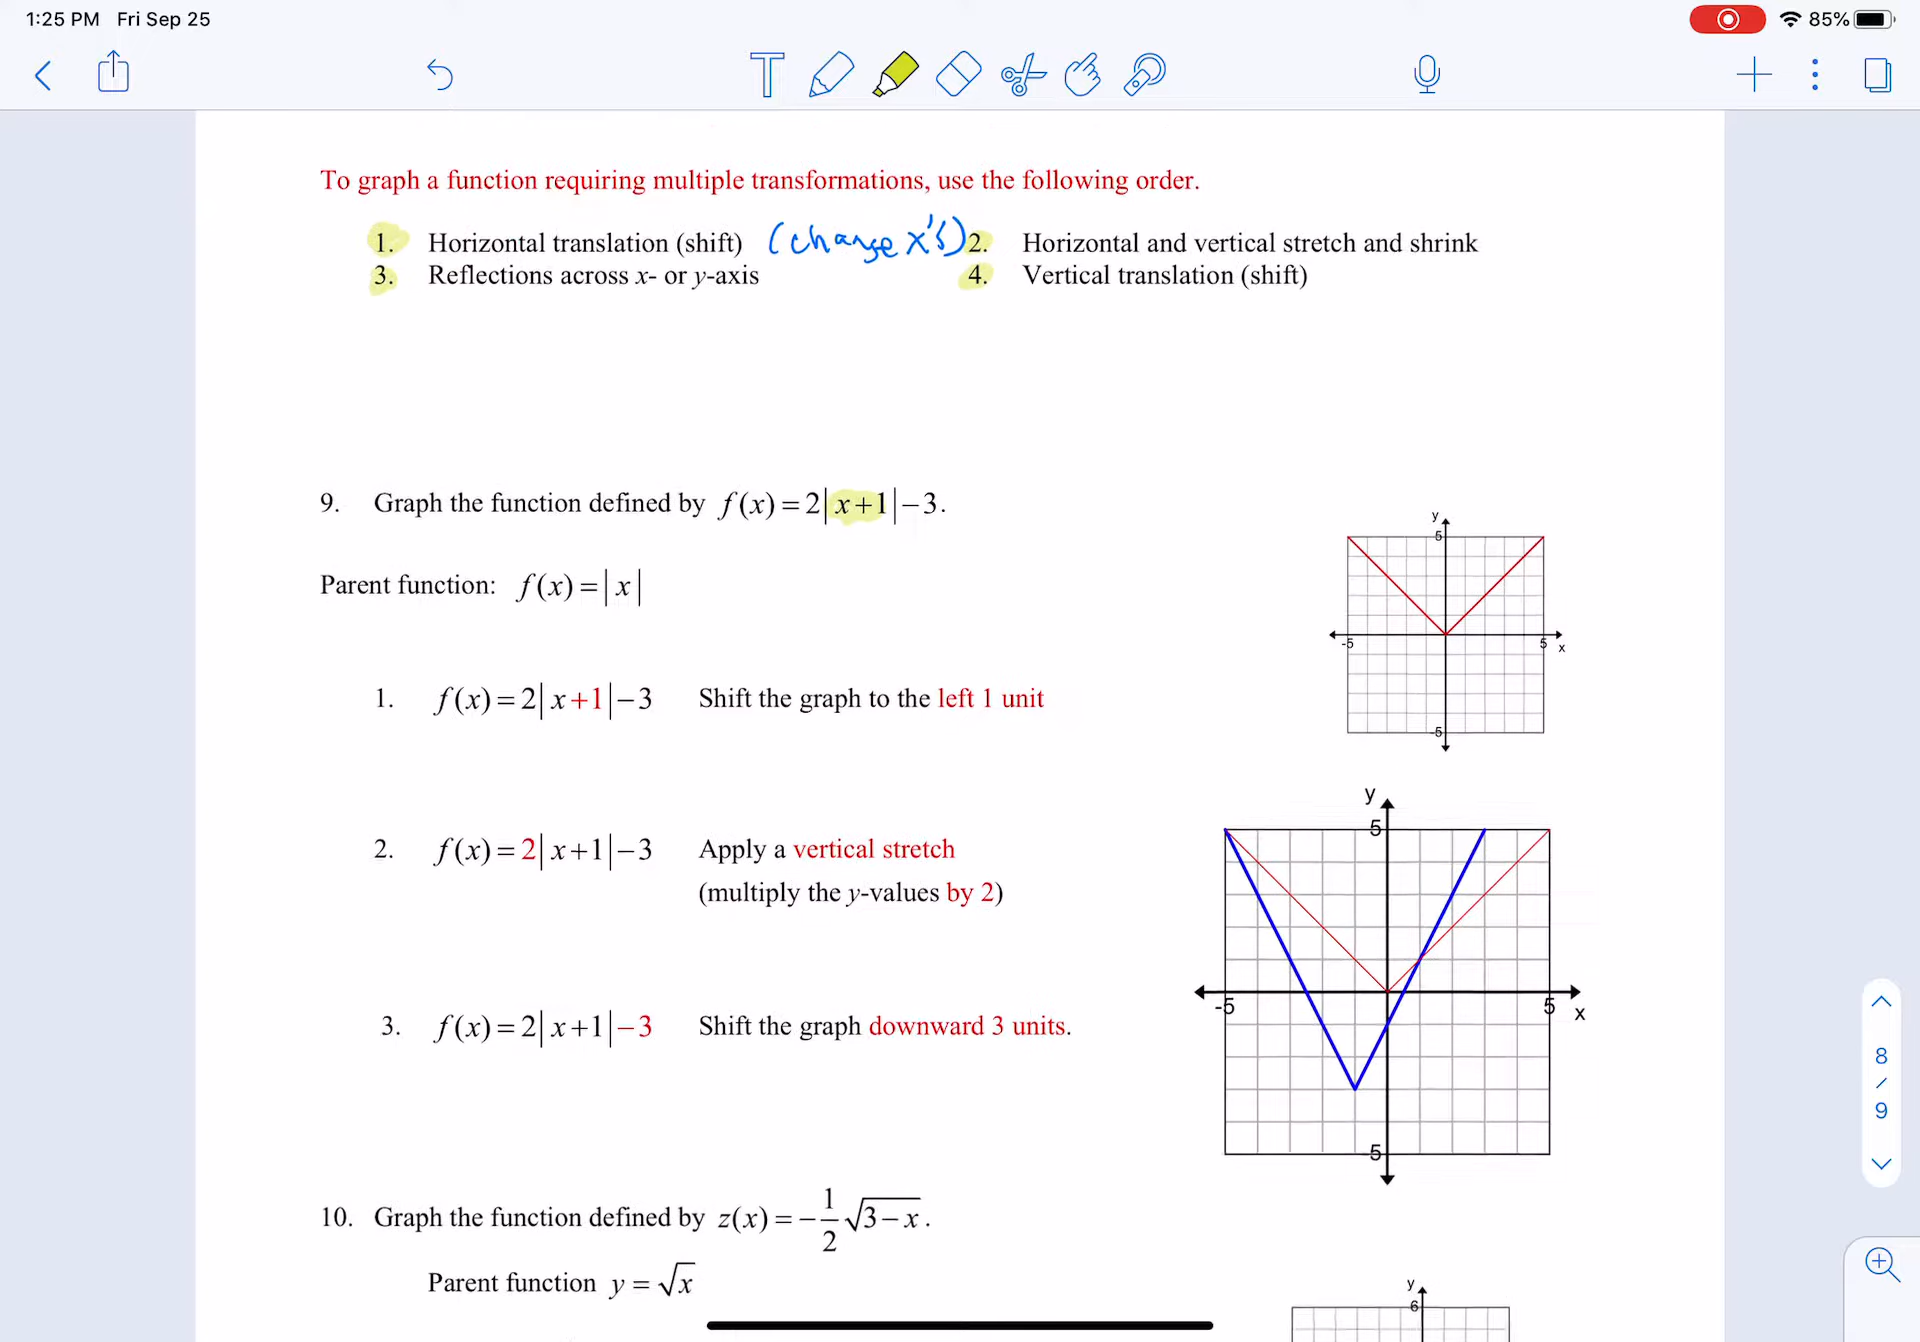 1:25 PM Fri Sep 25
85%
To graph a function requiring multiple transformations, use the following order.
1. Horizontal translation (shift) (change x's) 2. Horizontal and vertical stretch and shrink
3. Reflections across x- or y-axis 4. Vertical translation (shift)
9. Graph the function defined by f(x)=2|x+1|−3.
Parent function: f(x)=|x|
y
5
-5 5 x
-5
1. f(x)=2|x+1|−3 Shift the graph to the left 1 unit
2. f(x)=2|x+1|−3 Apply a vertical stretch
(multiply the y-values by 2)
3. f(x)=2|x+1|−3 Shift the graph downward 3 units.
y
5
-5 5 x
-5
8
/
9
10. Graph the function defined by z(x)=−1/2√(3−x).
Parent function y=√x
y
6